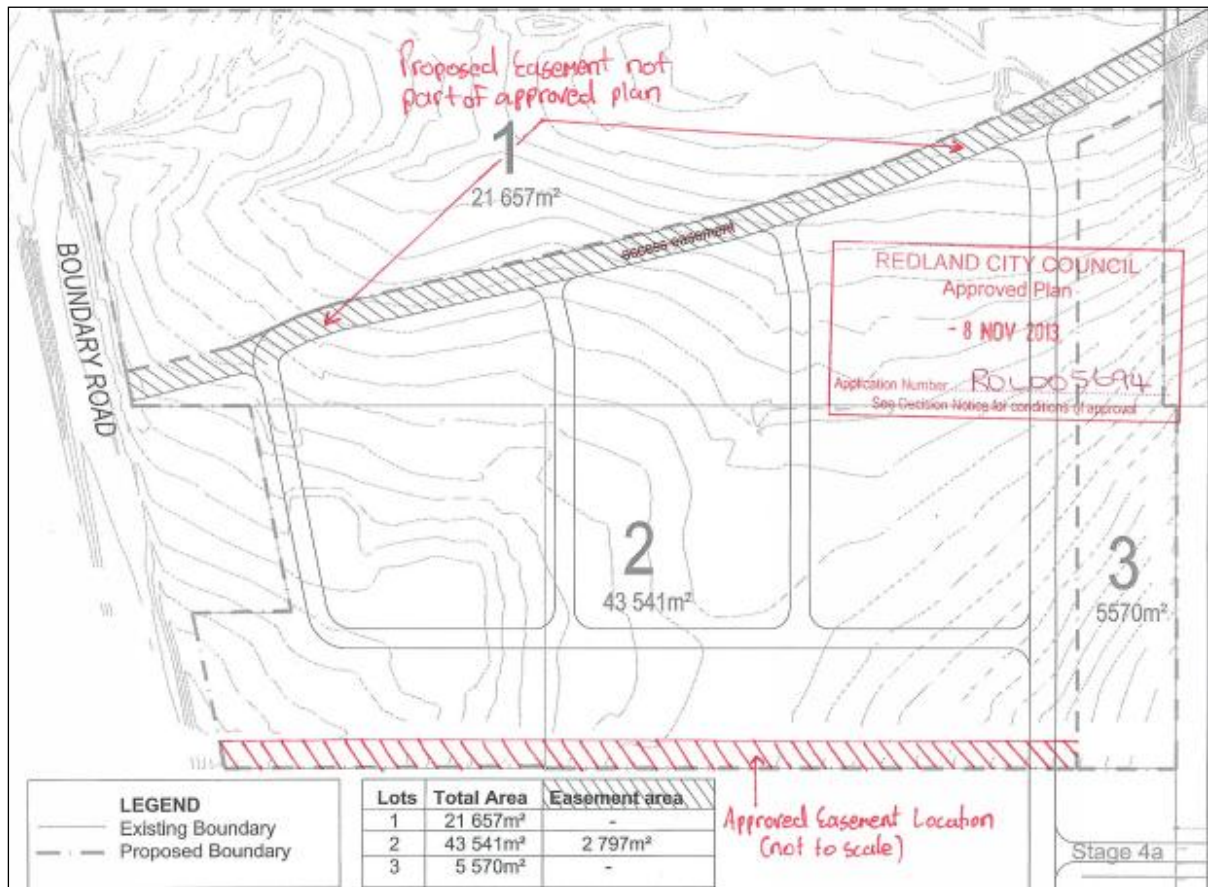 Proposed Easement not
part of approved plan
1
21 657m²
access easement
BOUNDARY ROAD
REDLAND CITY COUNCIL
Approved Plan
- 8 NOV 2013
Application Number
See Decision Notice for conditions of approval
2
43 541m²
3
5570m²
LEGEND
Existing Boundary
Proposed Boundary
Lots Total Area Easement area
1 21 657m² -
2 43 541m² 2 797m²
3 5 570m² -
Approved Easement Location
(not to scale)
Stage 4a